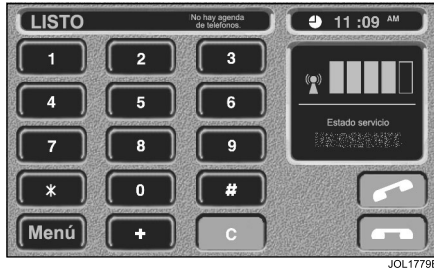 LISTO
No hay agenda
de telefonos.
11 :09 AM
1 2 3
4 5 6
7 8 9
* 0 #
Menú + C
Estado servicio